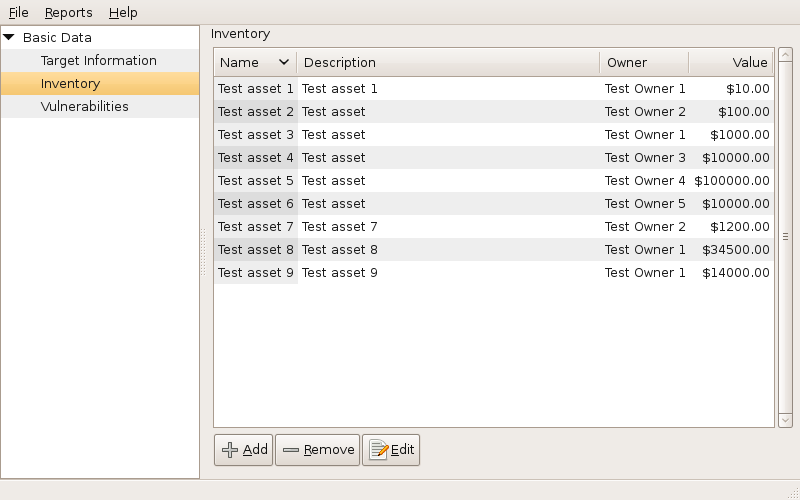 File Reports Help
Basic Data
Target Information
Inventory
Vulnerabilities
Inventory
Name Description Owner Value
Test asset 1 Test asset 1 Test Owner 1 $10.00
Test asset 2 Test asset Test Owner 2 $100.00
Test asset 3 Test asset Test Owner 1 $1000.00
Test asset 4 Test asset Test Owner 3 $10000.00
Test asset 5 Test asset Test Owner 4 $100000.00
Test asset 6 Test asset Test Owner 5 $10000.00
Test asset 7 Test asset 7 Test Owner 2 $1200.00
Test asset 8 Test asset 8 Test Owner 1 $34500.00
Test asset 9 Test asset 9 Test Owner 1 $14000.00
Add Remove Edit